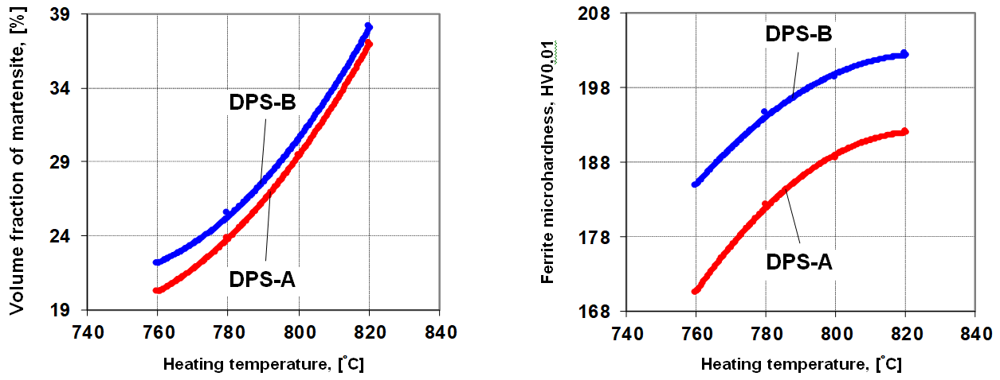 Volume fraction of martensite, [%]
39
34
29
24
19
740 760 780 800 820 840
Heating temperature, [°C]
DPS-B
DPS-A
Ferrite microhardness, HV0,01
208
198
188
178
168
740 760 780 800 820 840
Heating temperature, [°C]
DPS-B
DPS-A